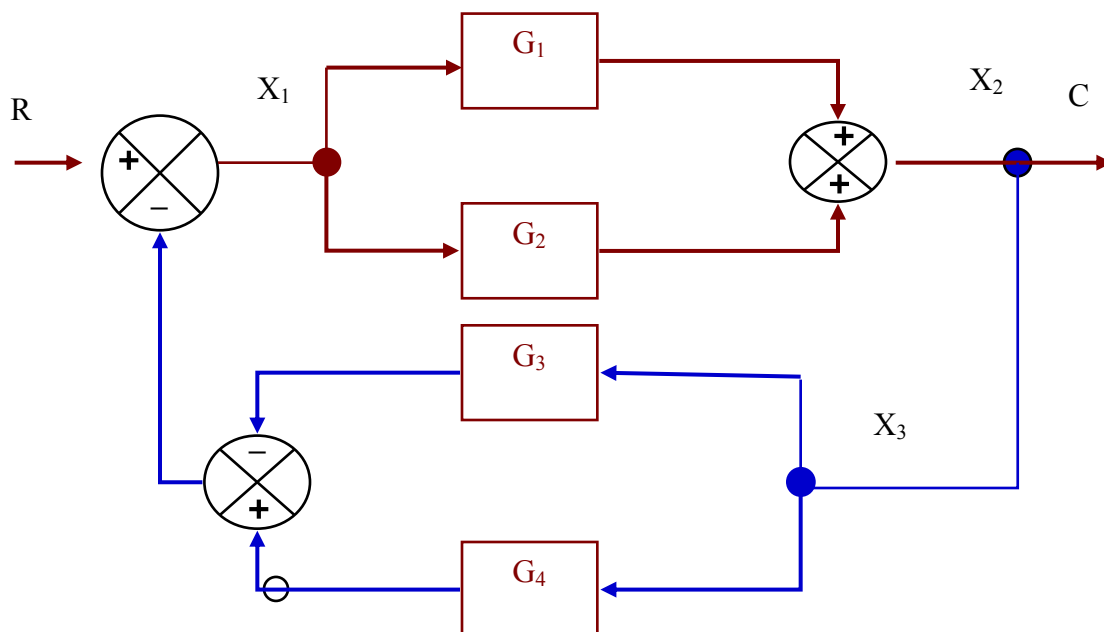 G₁
X₁
X₂
R
C
+
+
−
+
G₂
G₃
X₃
−
+
G₄